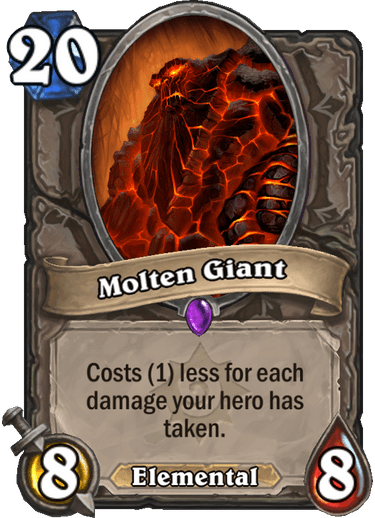 20
Molten Giant
Costs (1) less for each
damage your hero has
taken.
8
Elemental
8